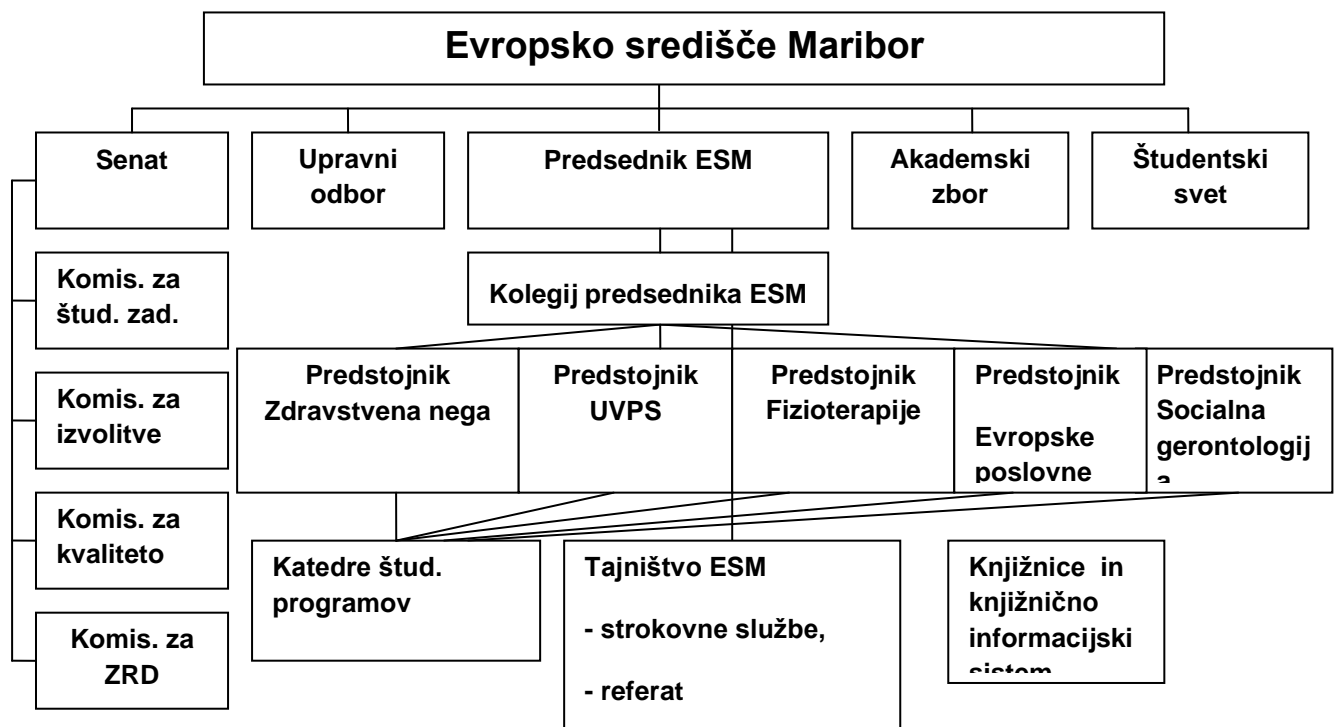 Evropsko središče Maribor
Senat
Upravni
odbor
Predsednik ESM
Akademski
zbor
Študentski
svet
Komis. za
štud. zad.
Kolegij predsednika ESM
Komis. za
izvolitve
Predstojnik
Zdravstvena nega
Predstojnik
UVPS
Predstojnik
Fizioterapije
Predstojnik
Evropske
poslovne
Predstojnik
Socialna
gerontologij
a
Komis. za
kvaliteto
Komis. za
ZRD
Katedre štud.
programov
Tajništvo ESM
- strokovne službe,
- referat
Knjižnice in
knjižnično
informacijski
sistem